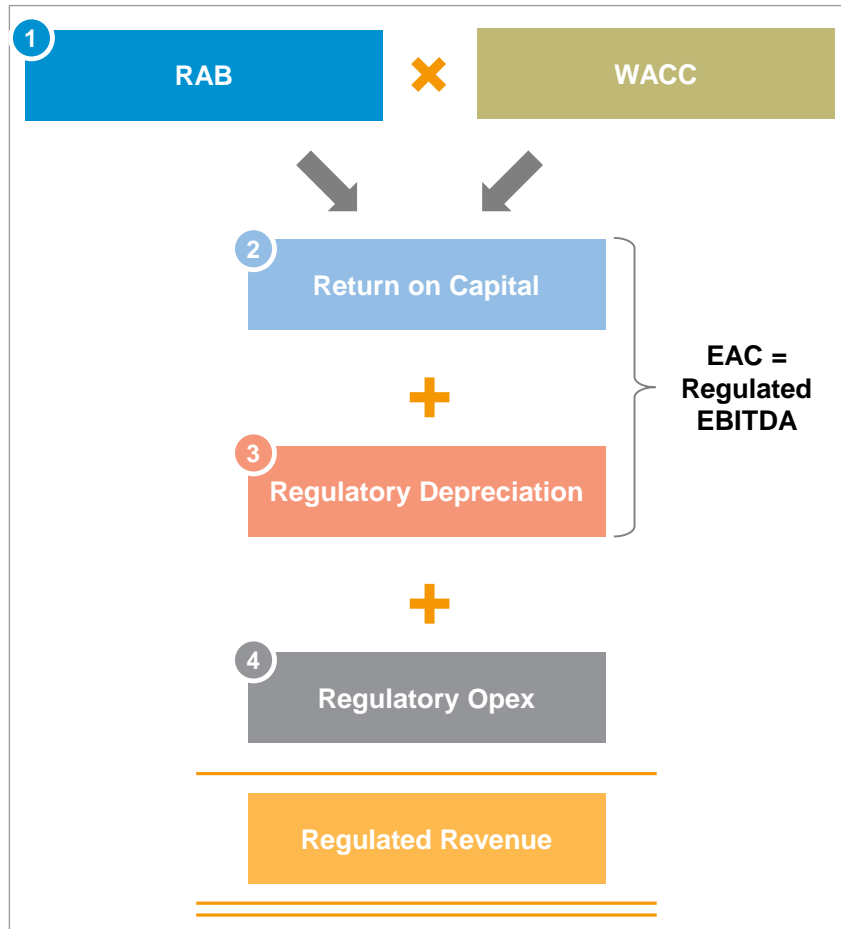 1
RAB
WACC
2
Return on Capital
EAC =
Regulated
EBITDA
3
Regulatory Depreciation
4
Regulatory Opex
Regulated Revenue